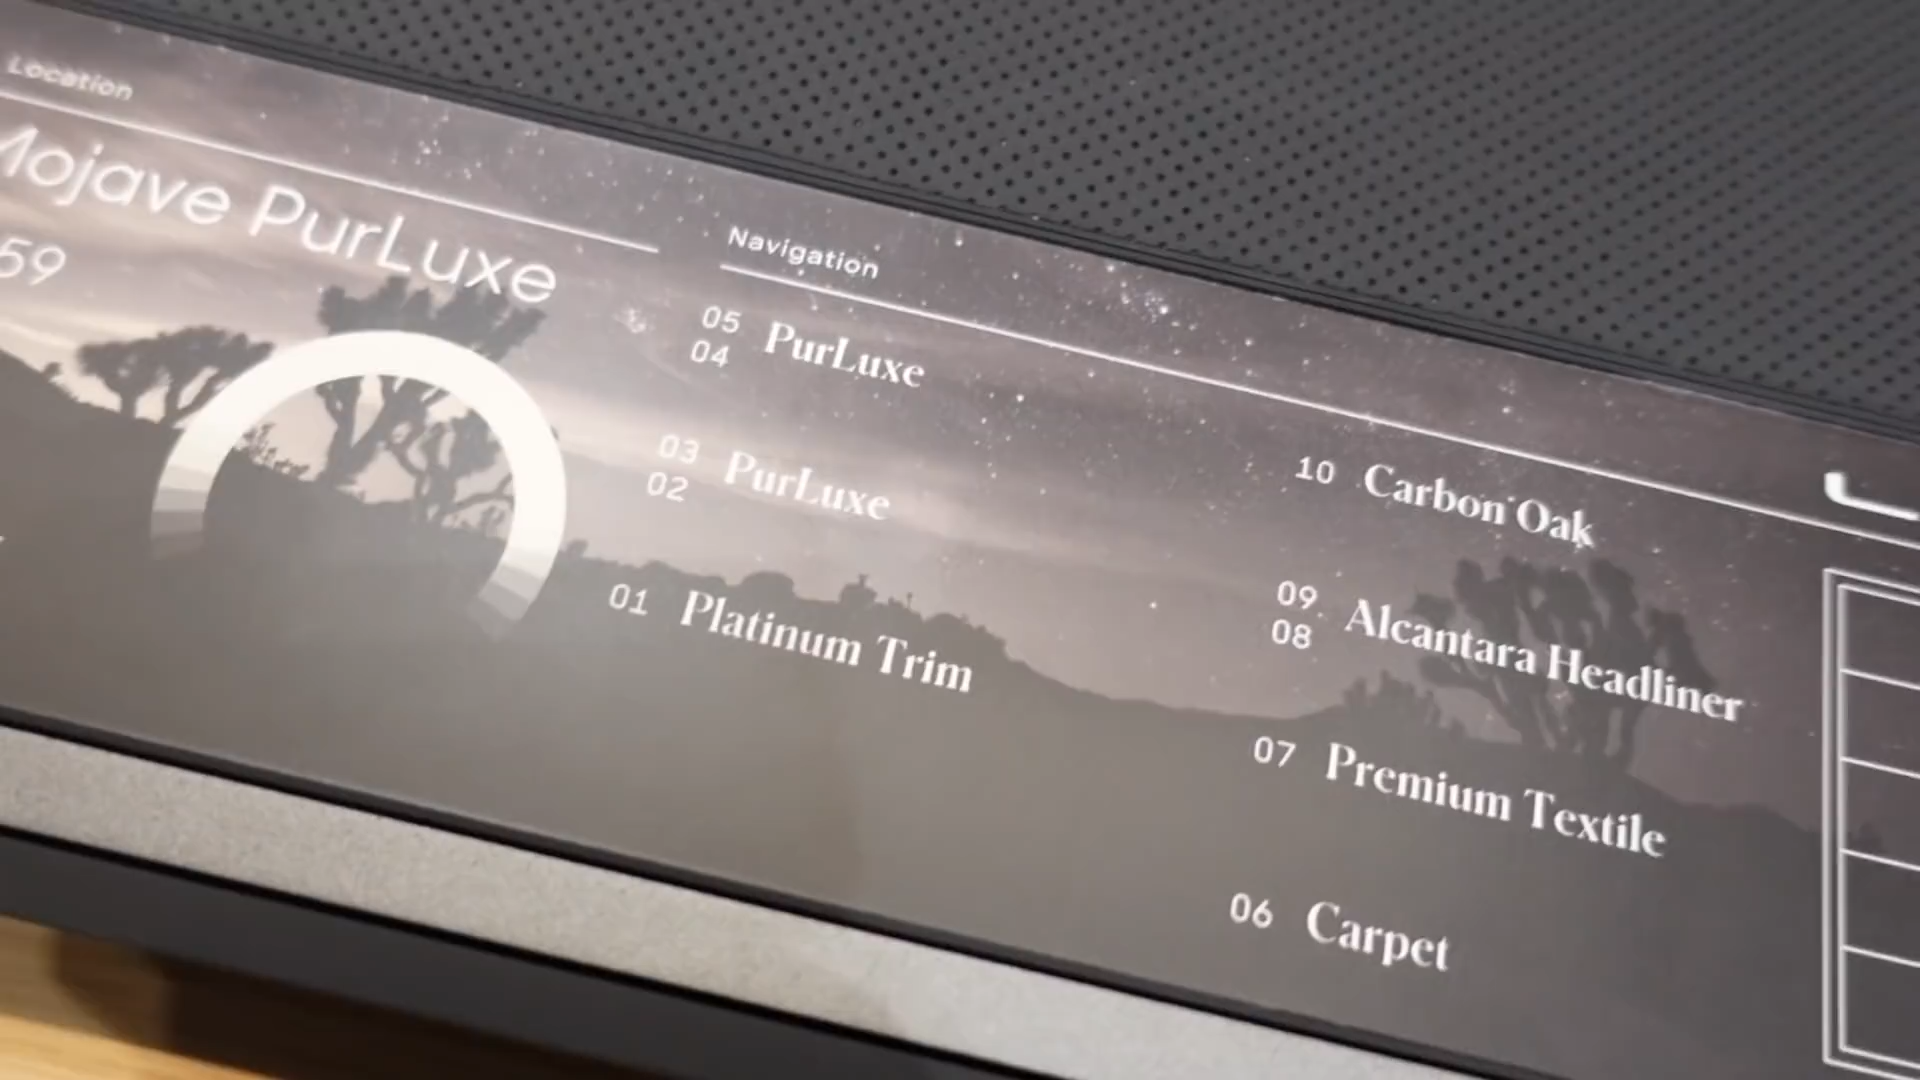 Location
Mojave PurLuxe
59
Navigation
05 PurLuxe
04
03 PurLuxe
02
01 Platinum Trim
10 Carbon Oak
09 Alcantara Headliner
08
07 Premium Textile
06 Carpet